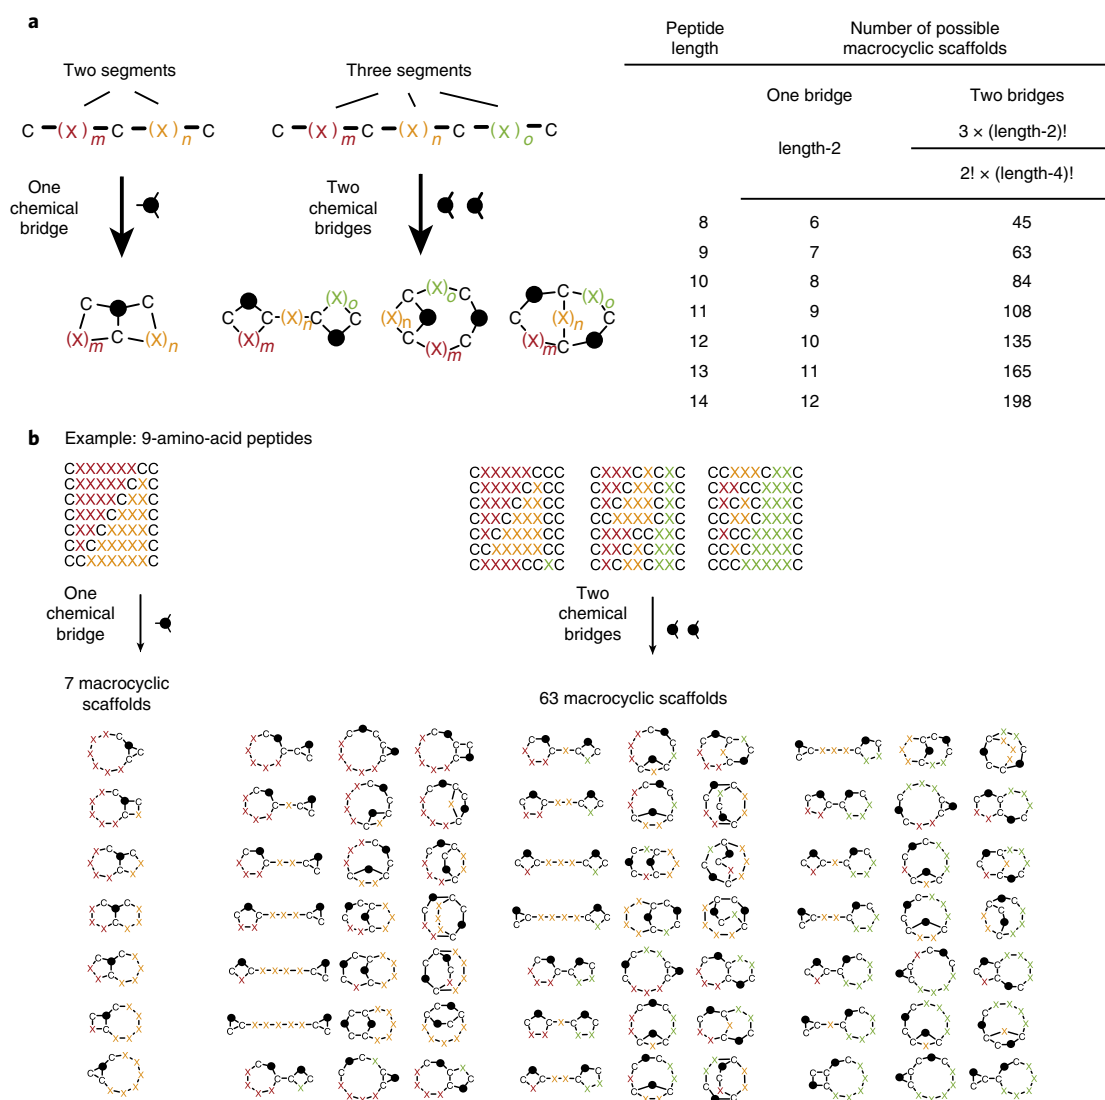 a
Two segments
Three segments
C (X)m C (X)n C
C (X)m C (X)n C (X)o C
One
chemical
bridge
Two
chemical
bridges
C C
(X)m C (X)n
C (X)m C (X)n C (X)o C
C (X)o C (X)n C (X)m C
C (X)o C (X)n C (X)m C
Peptide
length
Number of possible
macrocyclic scaffolds
One bridge
Two bridges
length-2
3 × (length-2)!
2! × (length-4)!
8 6 45
9 7 63
10 8 84
11 9 108
12 10 135
13 11 165
14 12 198
b Example: 9-amino-acid peptides
CXXXXXXCC
CXXXXXCXC
CXXXXCXXC
CXXXCXXXC
CXXCXXXXC
CXCXXXXXC
CCXXXXXXC
CXXXXXCCC CXXXCXCXC CCXXXCXXC
CXXXXCXCC CXXCXXCXC CXXCCXXXC
CXXXCXXCC CXCXXXCXC CXCXCXXXC
CXXCXXXCC CCXXXXCXC CCXXCXXXC
CXCXXXXCC CXXXCCXXC CXCCXXXXC
CCXXXXXCC CXXCXCXXC CCXCXXXXC
CXXXXCCXC CXCXXCXXC CCCXXXXXC
One
chemical
bridge
Two
chemical
bridges
7 macrocyclic
scaffolds
63 macrocyclic scaffolds